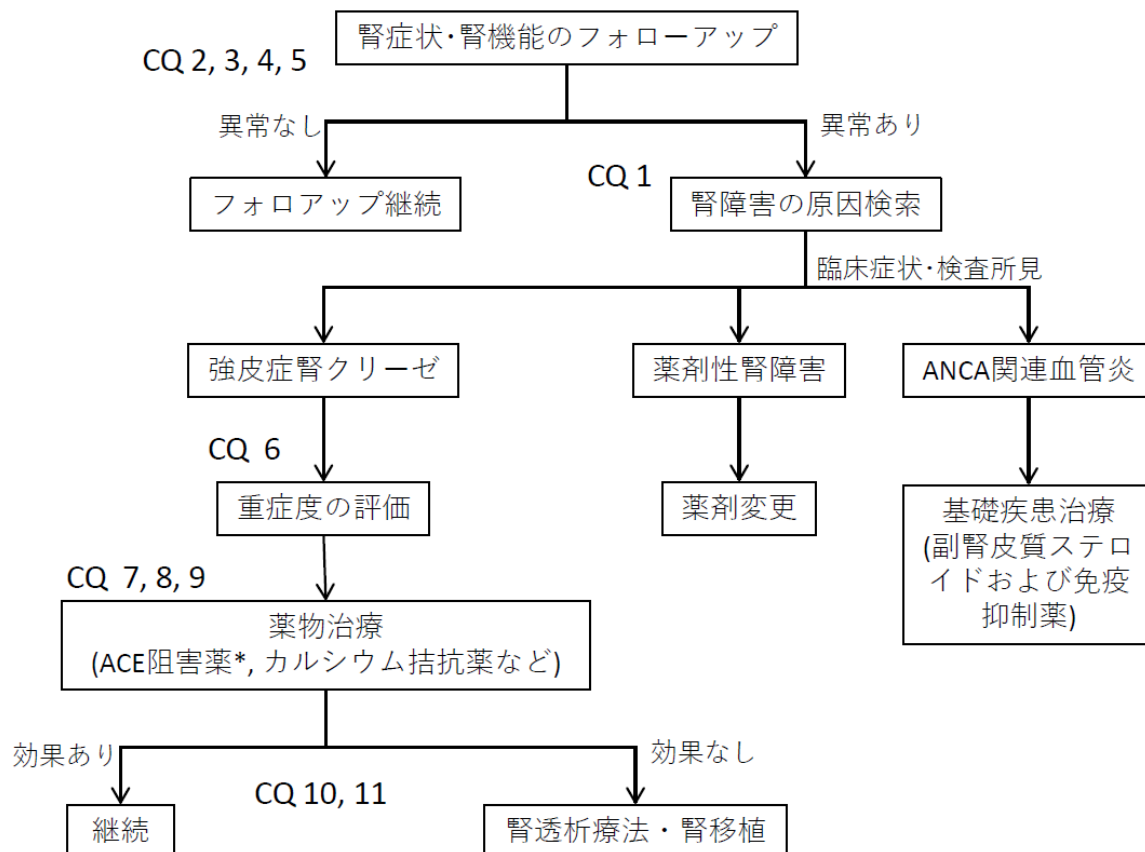 腎症状･腎機能のフォローアップ
CQ 2, 3, 4, 5
異常なし
異常あり
CQ 1
フォロアップ継続
腎障害の原因検索
臨床症状･検査所見
強皮症腎クリーゼ
薬剤性腎障害
ANCA関連血管炎
CQ 6
重症度の評価
薬剤変更
基礎疾患治療
(副腎皮質ステロ
イドおよび免疫
抑制薬)
CQ 7, 8, 9
薬物治療
(ACE阻害薬*, カルシウム拮抗薬など)
効果あり
効果なし
CQ 10, 11
継続
腎透析療法・腎移植